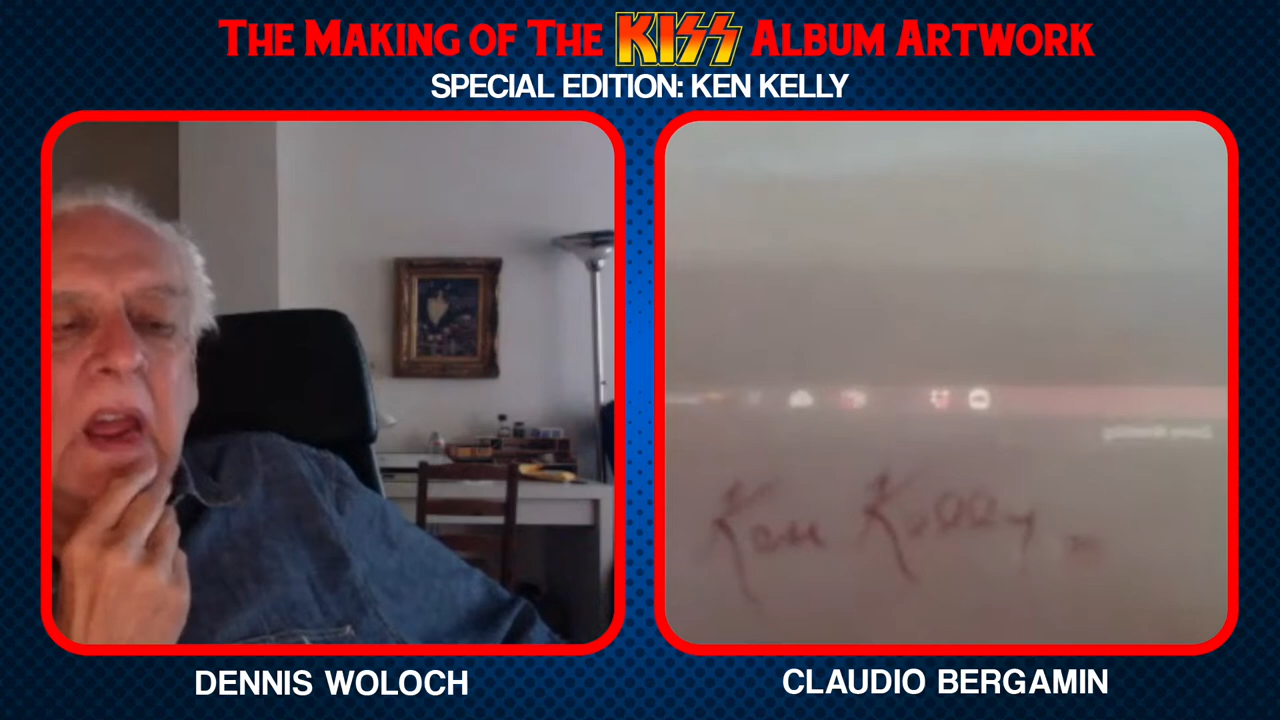 THE MAKING OF THE KISS ALBUM ARTWORK
SPECIAL EDITION: KEN KELLY
Ken Kelly
DENNIS WOLOCH
CLAUDIO BERGAMIN